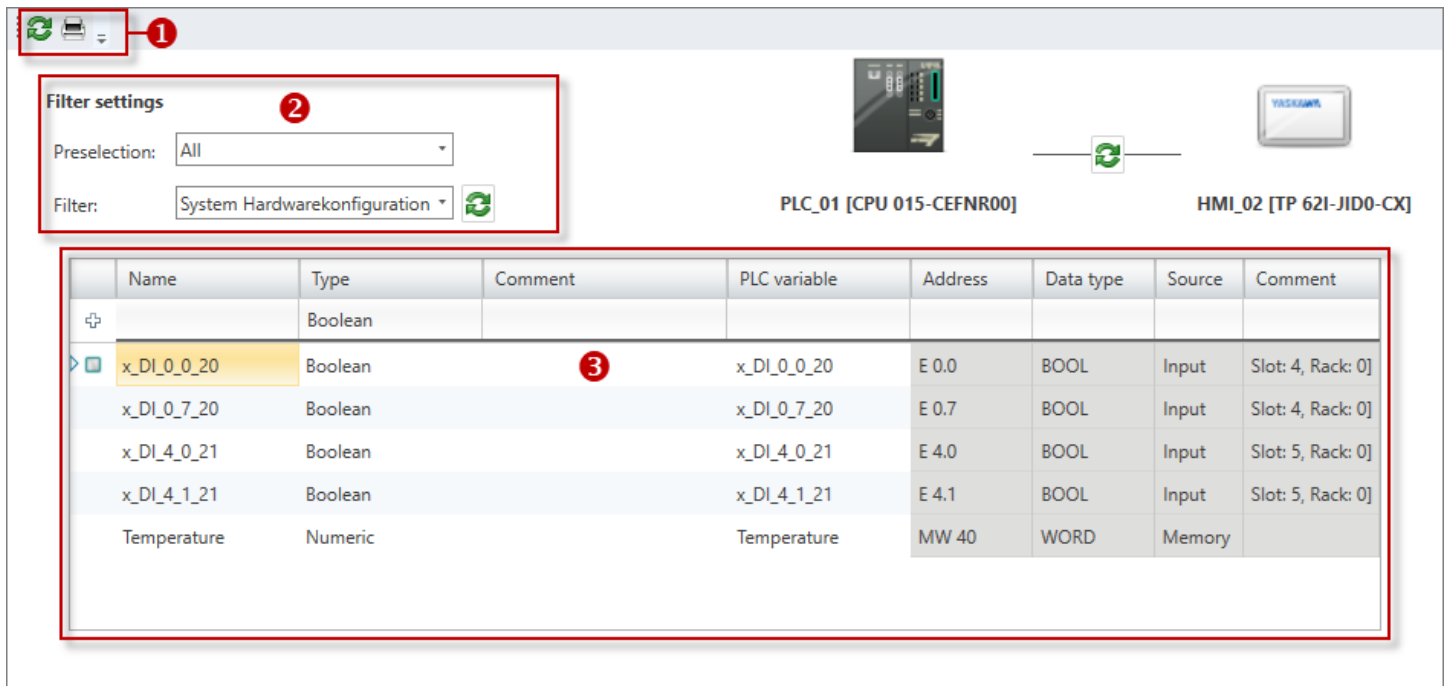 1
Filter settings
2
Preselection: All
Filter: System Hardwarekonfiguration
YASKAWA
PLC_01 [CPU 015-CEFNR00]
HMI_02 [TP 62I-JID0-CX]
Name Type Comment PLC variable Address Data type Source Comment
Boolean
x_DI_0_0_20 Boolean 3 x_DI_0_0_20 E 0.0 BOOL Input Slot: 4, Rack: 0]
x_DI_0_7_20 Boolean x_DI_0_7_20 E 0.7 BOOL Input Slot: 4, Rack: 0]
x_DI_4_0_21 Boolean x_DI_4_0_21 E 4.0 BOOL Input Slot: 5, Rack: 0]
x_DI_4_1_21 Boolean x_DI_4_1_21 E 4.1 BOOL Input Slot: 5, Rack: 0]
Temperature Numeric Temperature MW 40 WORD Memory